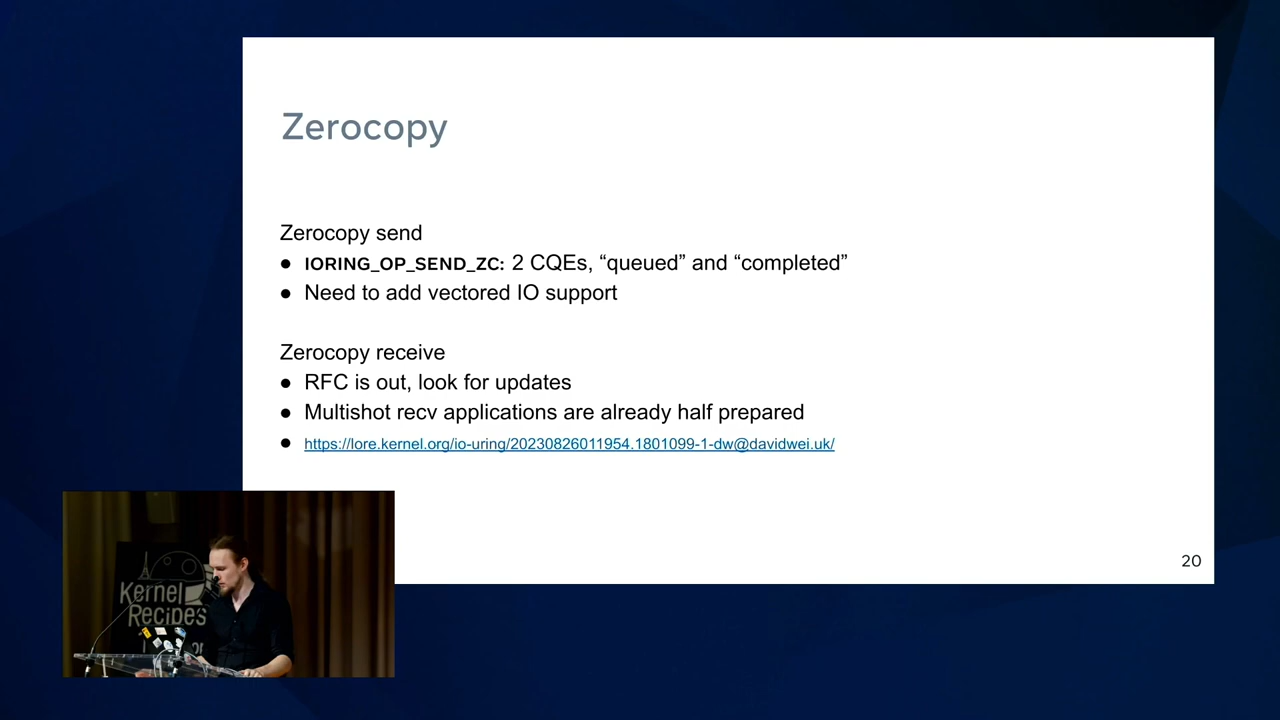 Zerocopy
Zerocopy send
● IORING_OP_SEND_ZC: 2 CQEs, “queued” and “completed”
● Need to add vectored IO support
Zerocopy receive
● RFC is out, look for updates
● Multishot recv applications are already half prepared
● https://lore.kernel.org/io-uring/20230826011954.1801099-1-dw@davidwei.uk/
20
Kernel
Recipes